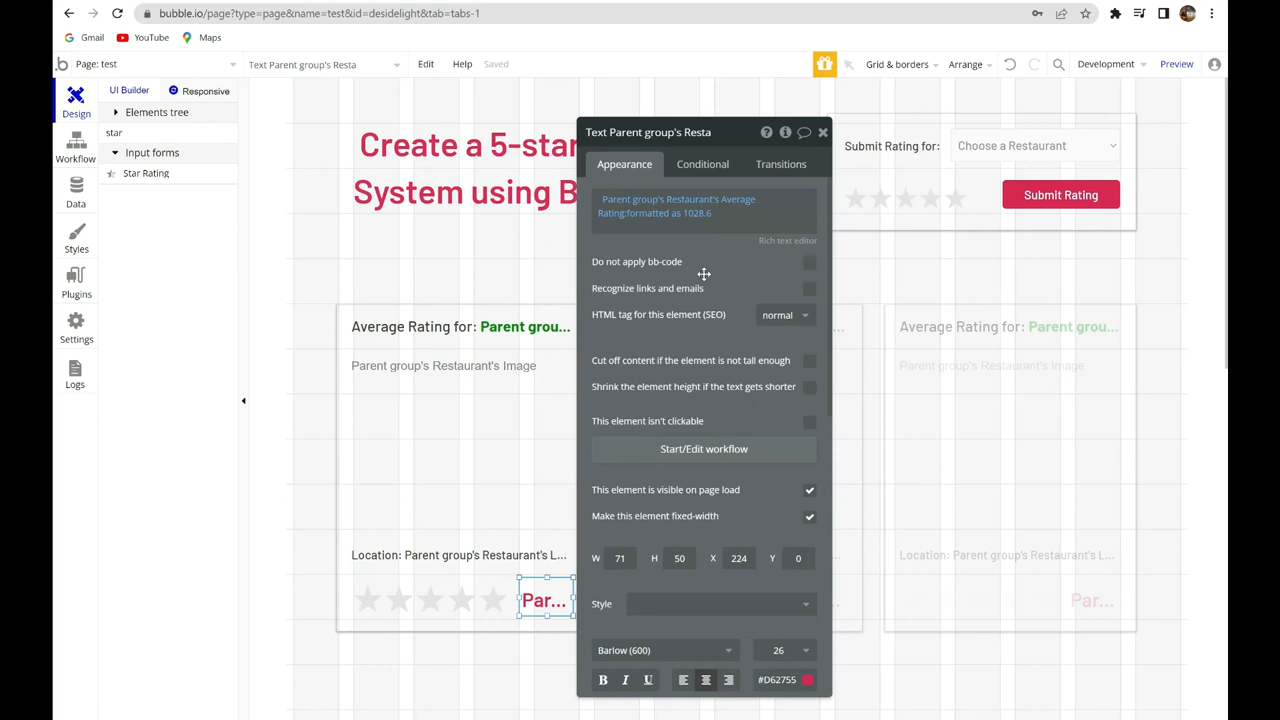 bubble.io/page?type=page&name=test&id=desidelight&tab=tabs-1
Gmail
YouTube
Maps
Page: test
Text Parent group's Resta
Edit
Help
Saved
Grid & borders
Arrange
Development
Preview
Design
Workflow
Data
Styles
Plugins
Settings
Logs
UI Builder
Responsive
Elements tree
star
Input forms
Star Rating
Create a 5-star
System using B
Submit Rating for:
Choose a Restaurant
Submit Rating
Average Rating for: Parent grou...
Parent group's Restaurant's Image
Location: Parent group's Restaurant's L...
Par...
Text Parent group's Resta
Appearance
Conditional
Transitions
Parent group's Restaurant's Average
Rating:formatted as 1028.6
Rich text editor
Do not apply bb-code
Recognize links and emails
HTML tag for this element (SEO)
normal
Cut off content if the element is not tall enough
Shrink the element height if the text gets shorter
This element isn't clickable
Start/Edit workflow
This element is visible on page load
Make this element fixed-width
W 71 H 50 X 224 Y 0
Style
Barlow (600)
26
B I U
#D62755
Average Rating for: Parent grou...
Parent group's Restaurant's Image
Location: Parent group's Restaurant's L...
Par...